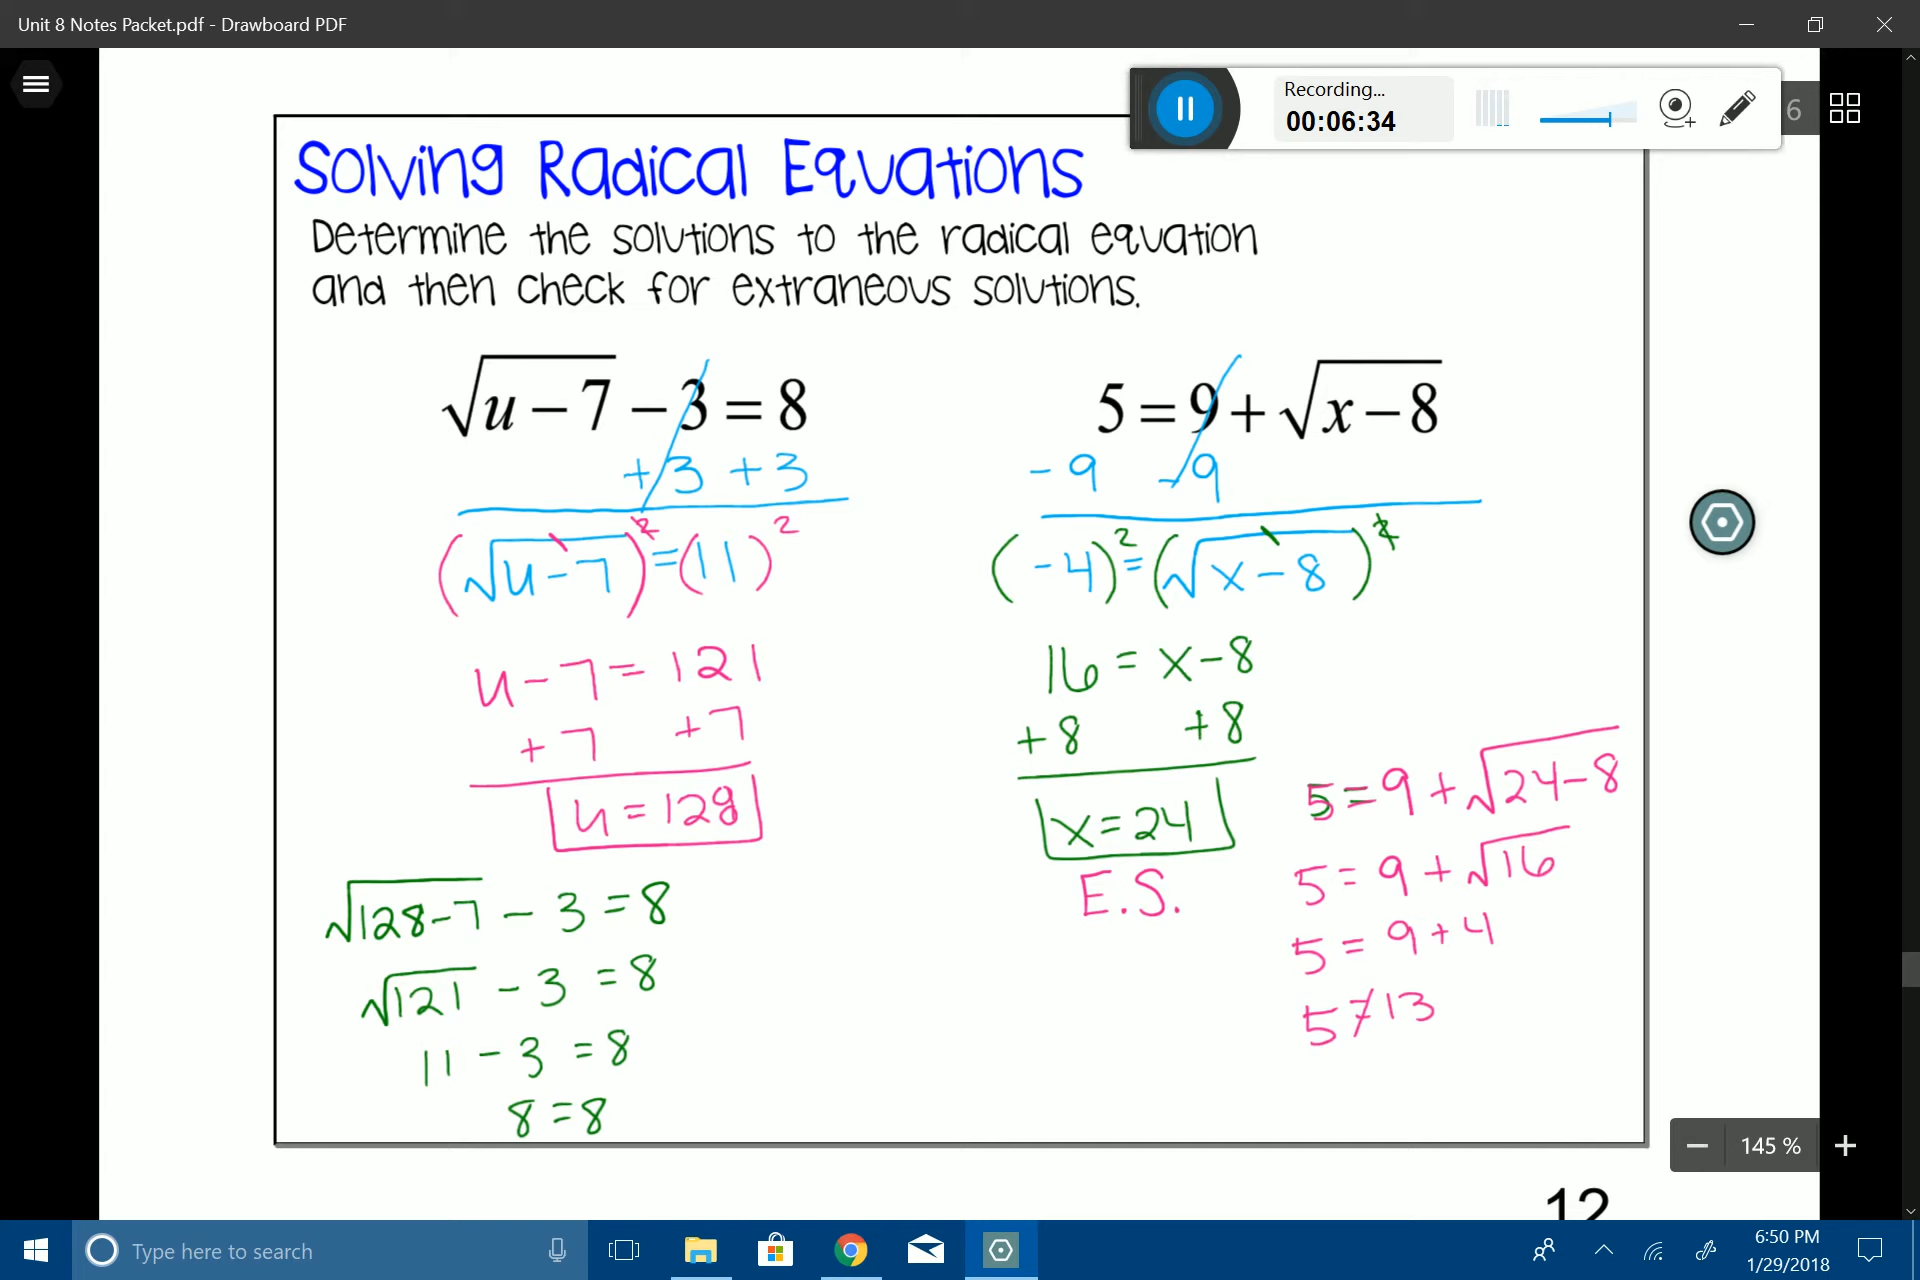 Unit 8 Notes Packet.pdf - Drawboard PDF
Recording...
00:06:34
6
Solving Radical Equations
Determine the solutions to the radical equation
and then check for extraneous solutions.
√(u − 7) − 3 = 8
+3 +3
(√(u − 7))² = (11)²
u − 7 = 121
+7 +7
u = 128
√(128 − 7) − 3 = 8
√121 − 3 = 8
11 − 3 = 8
8 = 8
5 = 9 + √(x − 8)
−9 −9
(−4)² = (√(x − 8))²
16 = x − 8
+8 +8
x = 24
E.S.
5 = 9 + √(24 − 8)
5 = 9 + √16
5 = 9 + 4
5 ≠ 13
145 %
12
Type here to search
6:50 PM
1/29/2018